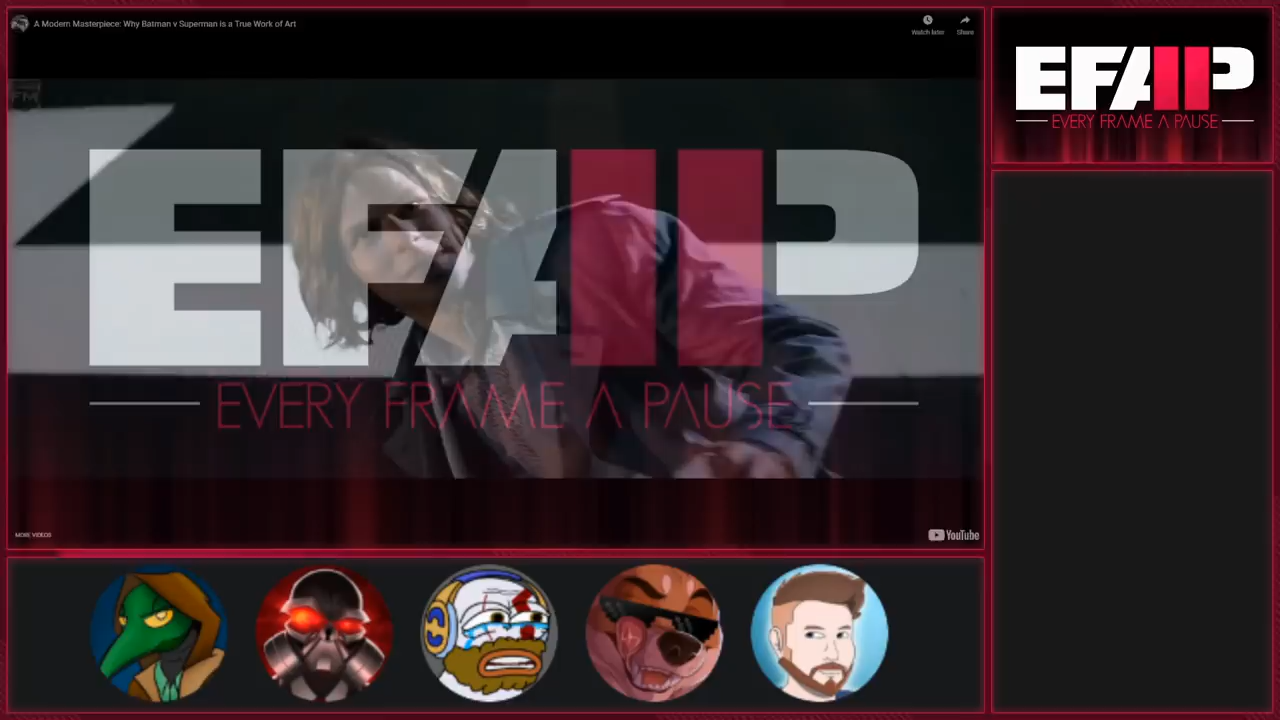 A Modern Masterpiece: Why Batman v Superman is a True Work of Art
Watch later
Share
FM
EFAP
EVERY FRAME A PAUSE
MORE VIDEOS
YouTube
EFAP
EVERY FRAME A PAUSE